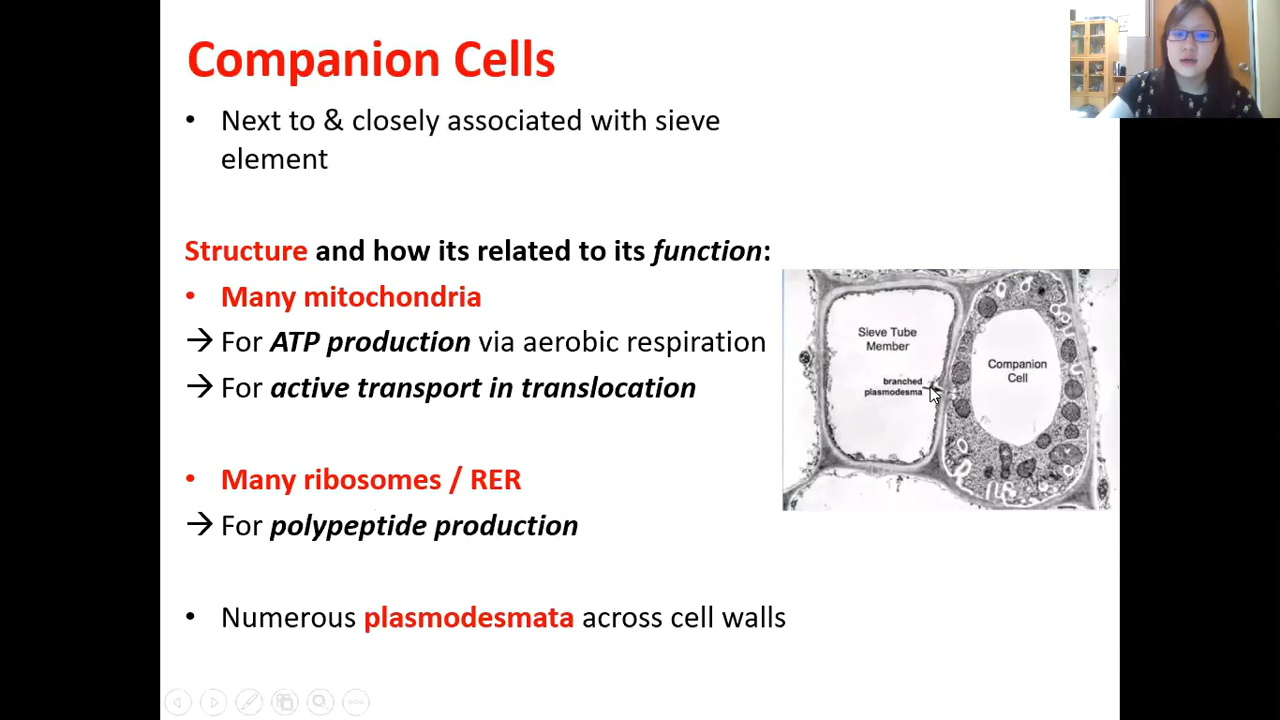 Companion Cells
• Next to & closely associated with sieve
element
Structure and how its related to its function:
• Many mitochondria
→ For ATP production via aerobic respiration
→ For active transport in translocation
• Many ribosomes / RER
→ For polypeptide production
• Numerous plasmodesmata across cell walls
Sieve Tube
Member
branched
plasmodesma
Companion
Cell